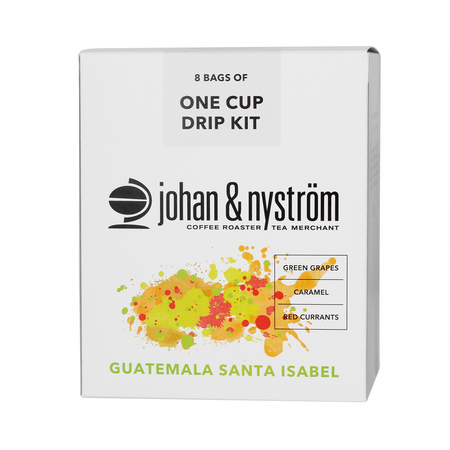 8 BAGS OF
ONE CUP
DRIP KIT
johan & nyström
COFFEE ROASTER TEA MERCHANT
GREEN GRAPES
CARAMEL
RED CURRANTS
GUATEMALA SANTA ISABEL